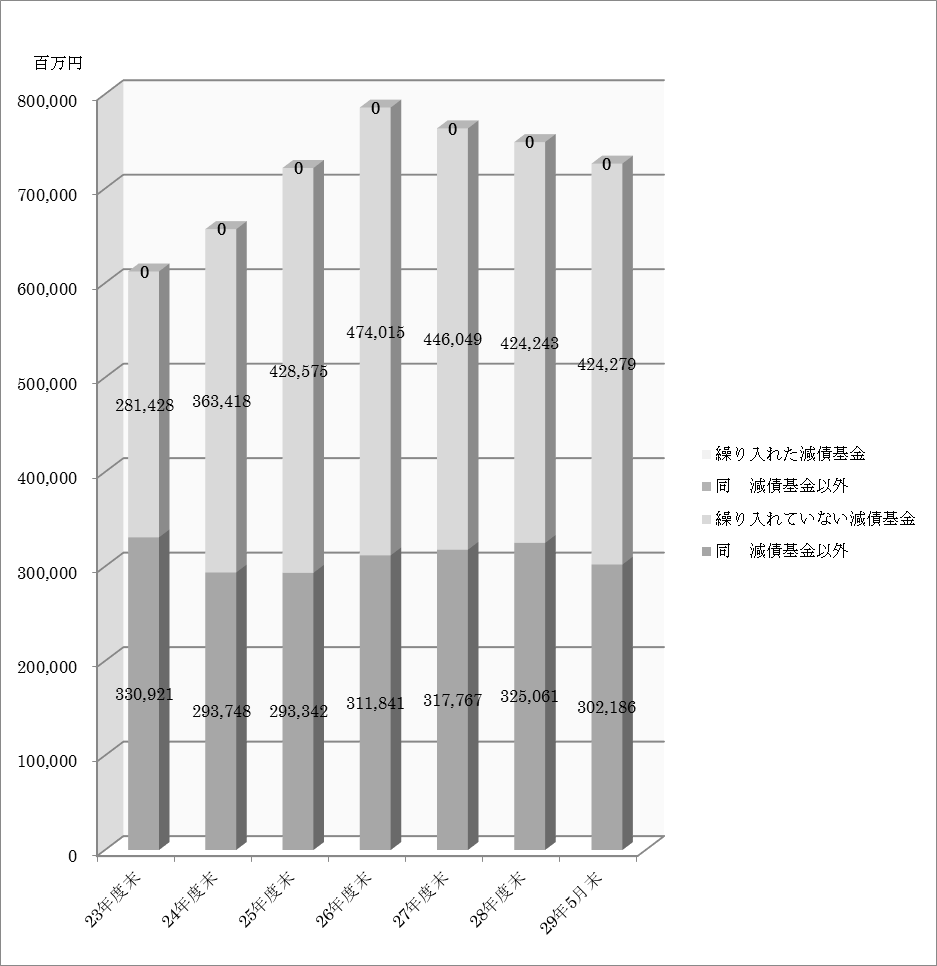 百万円
800,000
700,000
600,000
500,000
400,000
300,000
200,000
100,000
0
0
0
0
0
0
0
0
281,428
363,418
428,575
474,015
446,049
424,243
424,279
330,921
293,748
293,342
311,841
317,767
325,061
302,186
23年度末
24年度末
25年度末
26年度末
27年度末
28年度末
29年5月末
繰り入れた減債基金
同　減債基金以外
繰り入れていない減債基金
同　減債基金以外